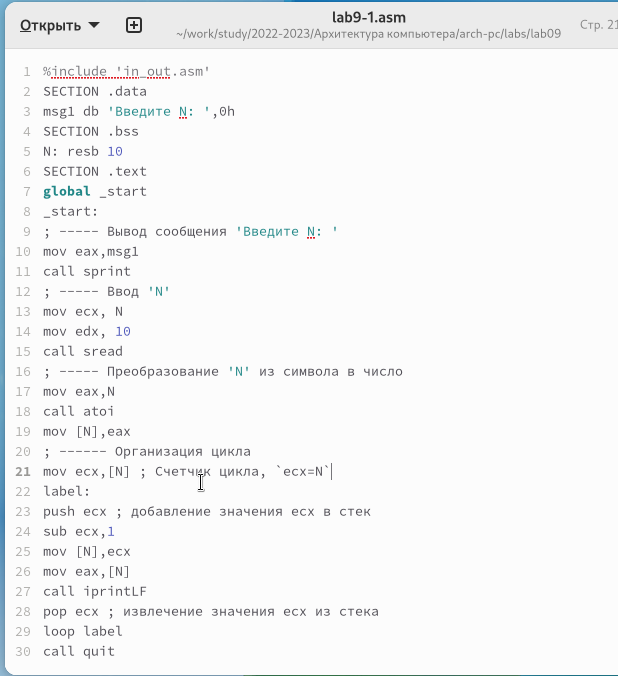 Открыть
lab9-1.asm
~/work/study/2022-2023/Архитектура компьютера/arch-pc/labs/lab09
Стр. 21
1 %include 'in_out.asm'
2 SECTION .data
3 msg1 db 'Введите N: ',0h
4 SECTION .bss
5 N: resb 10
6 SECTION .text
7 global _start
8 _start:
9 ; ----- Вывод сообщения 'Введите N: '
10 mov eax,msg1
11 call sprint
12 ; ----- Ввод 'N'
13 mov ecx, N
14 mov edx, 10
15 call sread
16 ; ----- Преобразование 'N' из символа в число
17 mov eax,N
18 call atoi
19 mov [N],eax
20 ; ------ Организация цикла
21 mov ecx,[N] ; Счетчик цикла, `ecx=N`
22 label:
23 push ecx ; добавление значения ecx в стек
24 sub ecx,1
25 mov [N],ecx
26 mov eax,[N]
27 call iprintLF
28 pop ecx ; извлечение значения ecx из стека
29 loop label
30 call quit